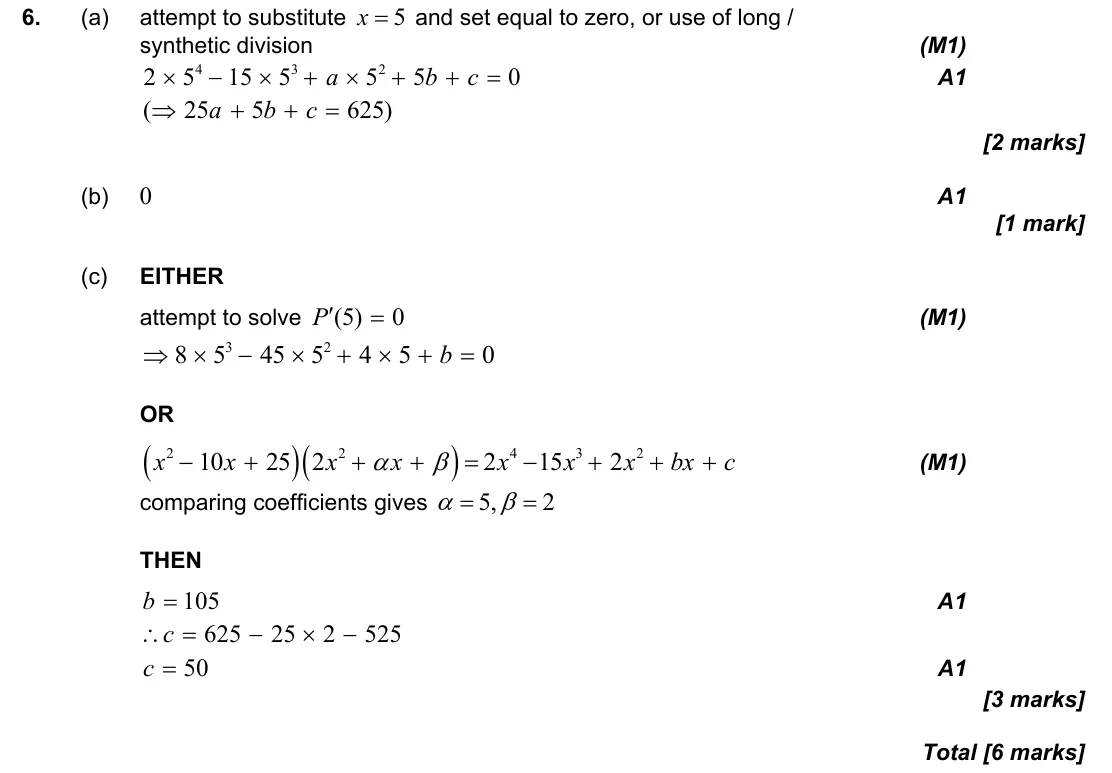 6. (a) attempt to substitute x = 5 and set equal to zero, or use of long /
synthetic division (M1)
2 × 5⁴ − 15 × 5³ + a × 5² + 5b + c = 0 A1
(⇒ 25a + 5b + c = 625)
[2 marks]
(b) 0 A1
[1 mark]
(c) EITHER
attempt to solve P′(5) = 0 (M1)
⇒ 8 × 5³ − 45 × 5² + 4 × 5 + b = 0
OR
(x² − 10x + 25)(2x² + αx + β) = 2x⁴ − 15x³ + 2x² + bx + c (M1)
comparing coefficients gives α = 5, β = 2
THEN
b = 105 A1
∴ c = 625 − 25 × 2 − 525
c = 50 A1
[3 marks]
Total [6 marks]